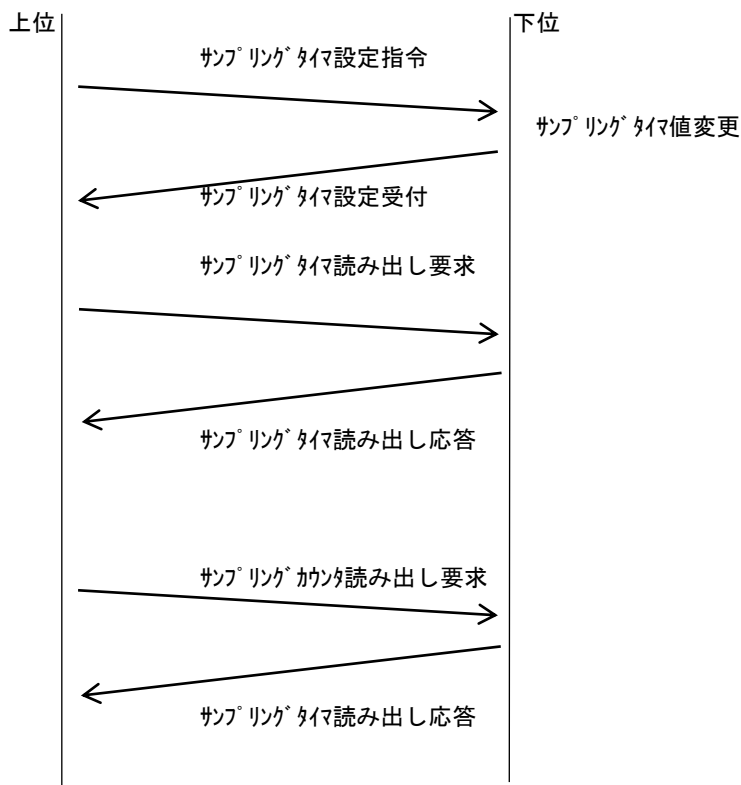 上位
下位
ｻﾝﾌﾟﾘﾝｸﾞﾀｲﾏ設定指令
ｻﾝﾌﾟﾘﾝｸﾞﾀｲﾏ値変更
ｻﾝﾌﾟﾘﾝｸﾞﾀｲﾏ設定受付
ｻﾝﾌﾟﾘﾝｸﾞﾀｲﾏ読み出し要求
ｻﾝﾌﾟﾘﾝｸﾞﾀｲﾏ読み出し応答
ｻﾝﾌﾟﾘﾝｸﾞｶｳﾝﾀ読み出し要求
ｻﾝﾌﾟﾘﾝｸﾞﾀｲﾏ読み出し応答